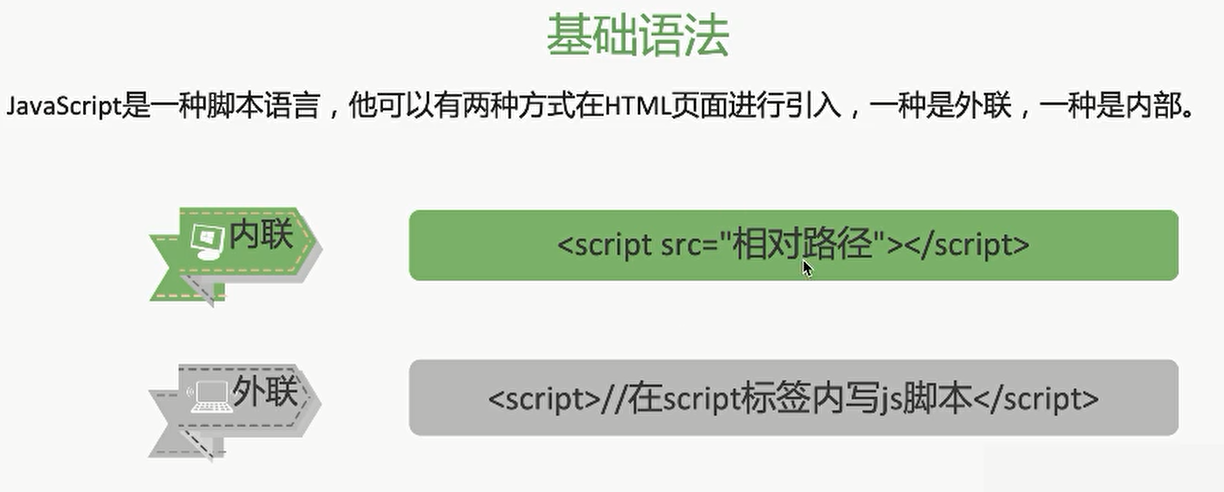 基础语法
JavaScript是一种脚本语言，他可以有两种方式在HTML页面进行引入，一种是外联，一种是内部。
内联
<script src="相对路径"></script>
外联
<script>//在script标签内写js脚本</script>